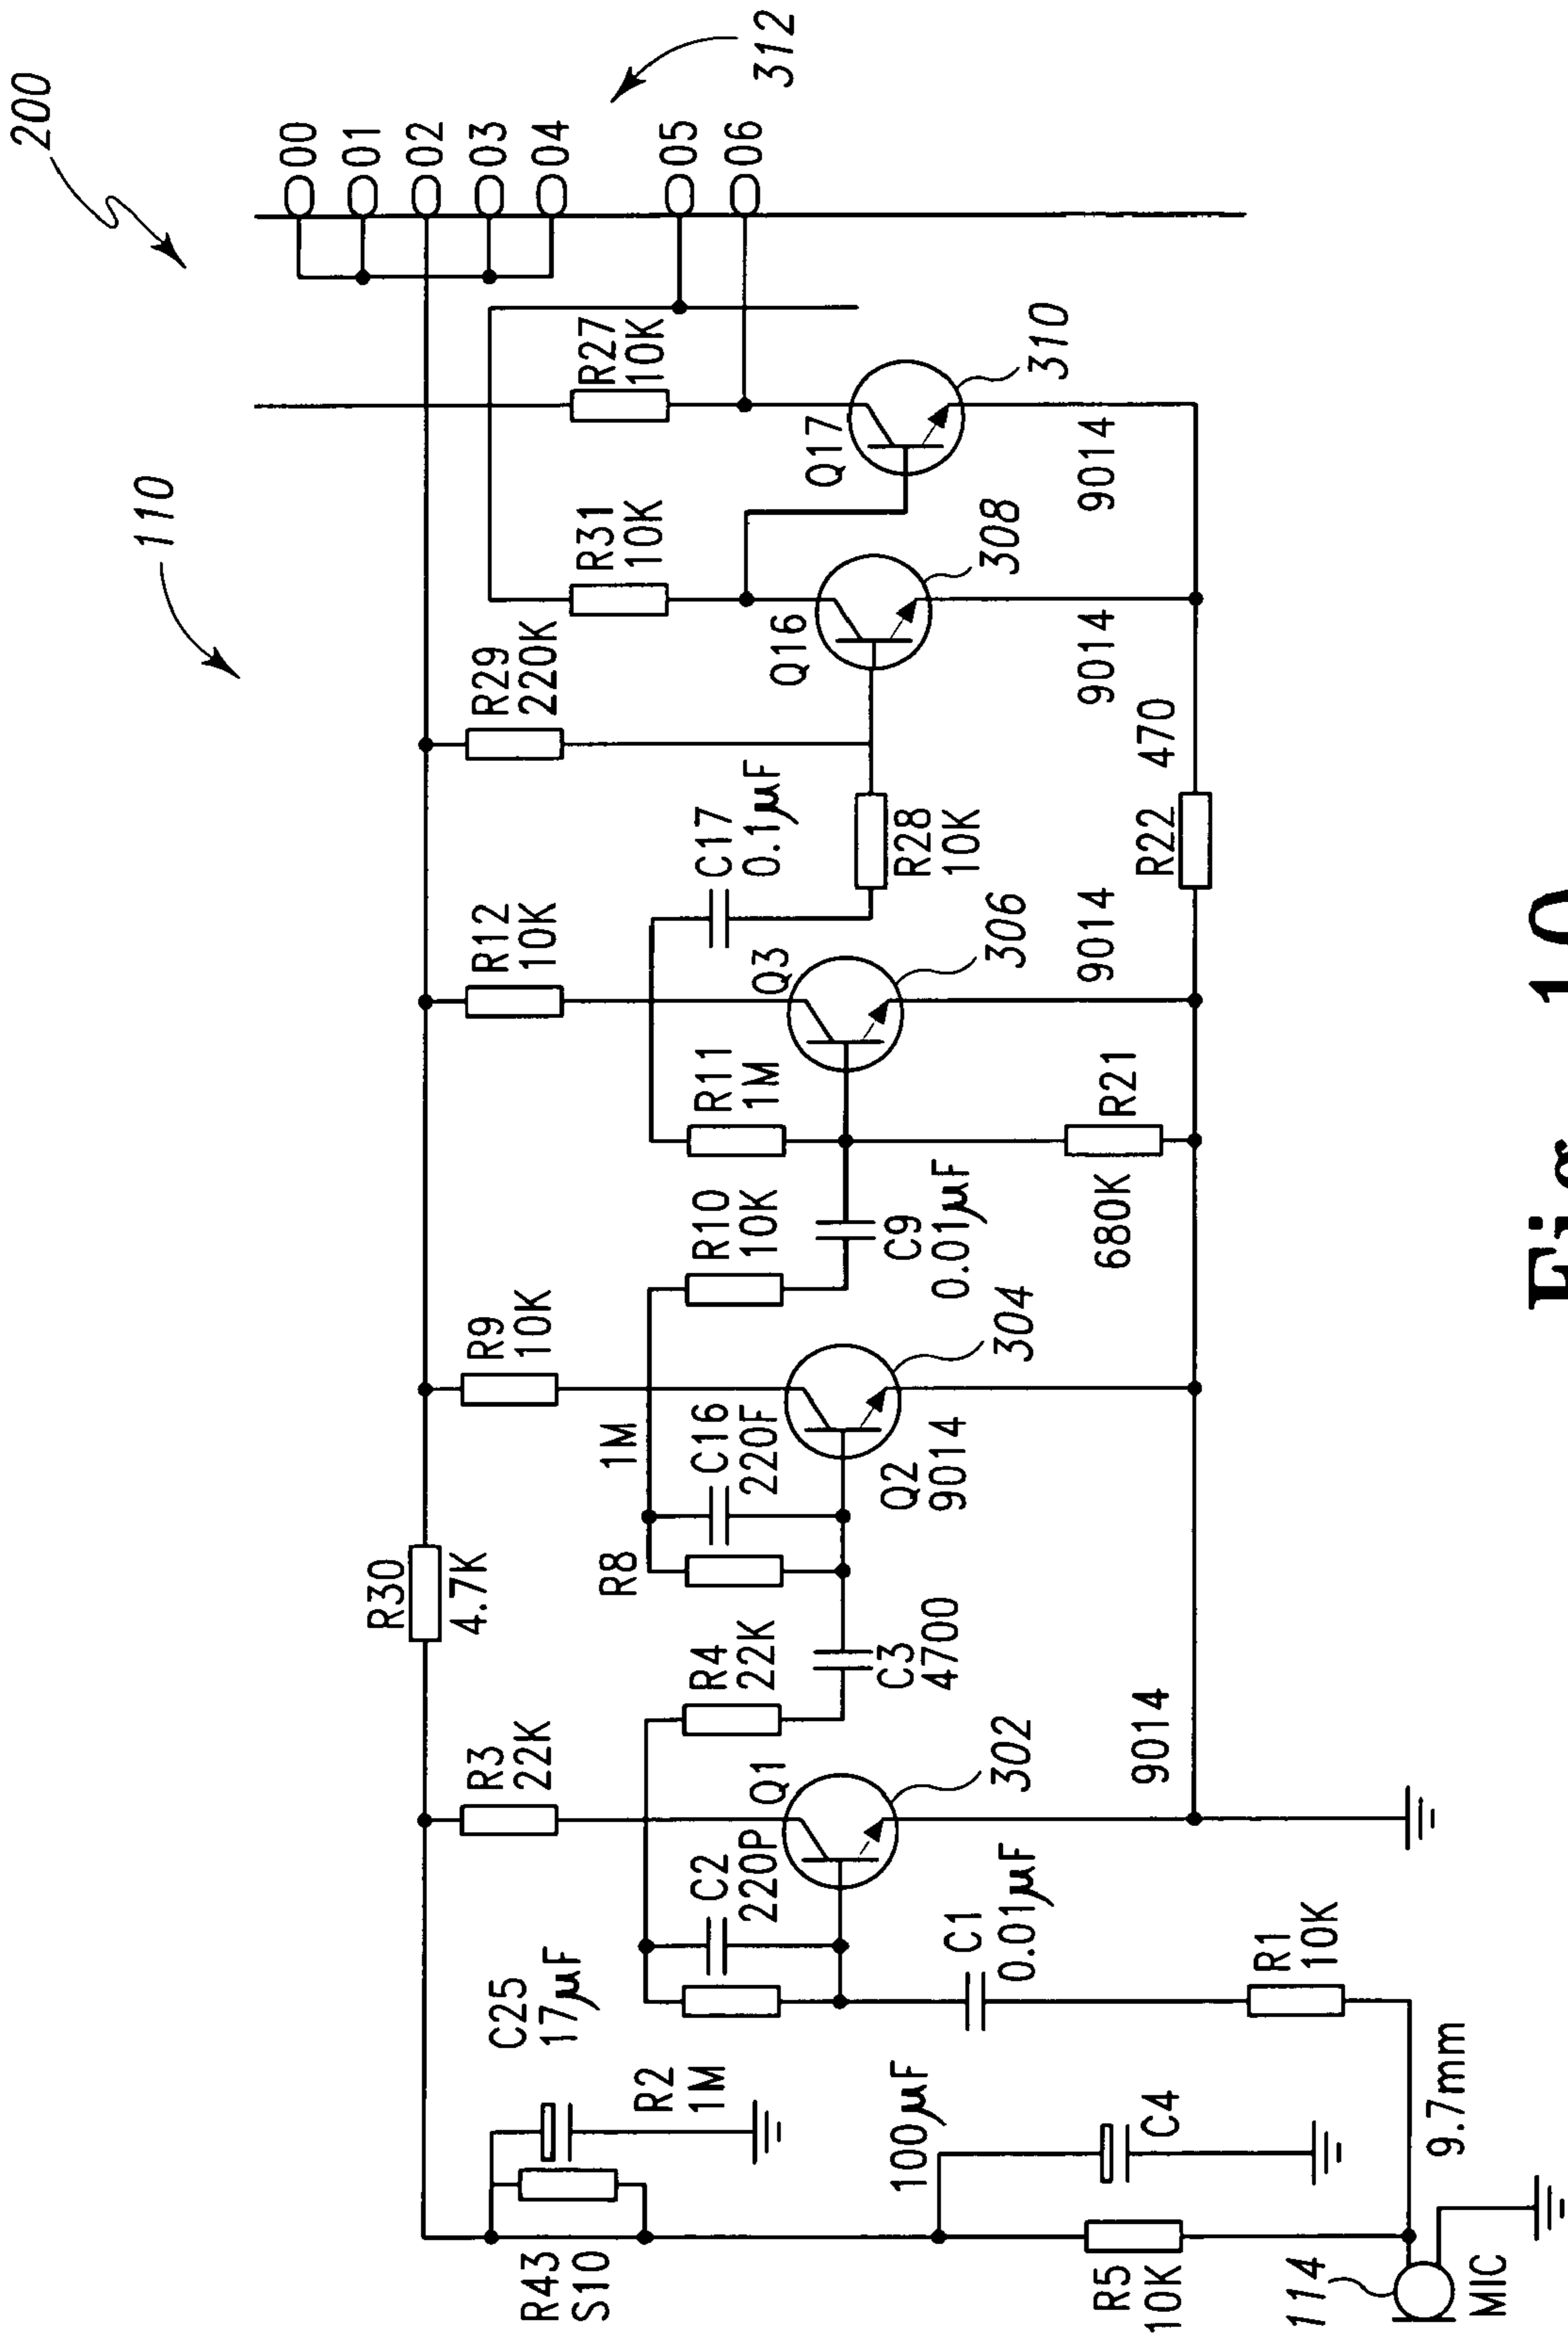 200
110
312
00
01
02
03
04
05
06
R30
4.7K
R3
22K
R9
10K
R12
10K
R29
220K
R31
10K
R27
10K
C25
17μF
R2
1M
R43
S10
C2
220P
R4
22K
R8
1M
C16
220F
R10
10K
R11
1M
C17
0.1μF
Q1
302
C3
4700
Q2
9014
304
C9
0.01μF
Q3
306
R28
10K
Q16
308
Q17
310
100μF
C4
C1
0.01μF
R1
10K
9014
680K
R21
9014
R22
470
9014
9014
R5
10K
114
MIC
9.7mm
Fig. 10